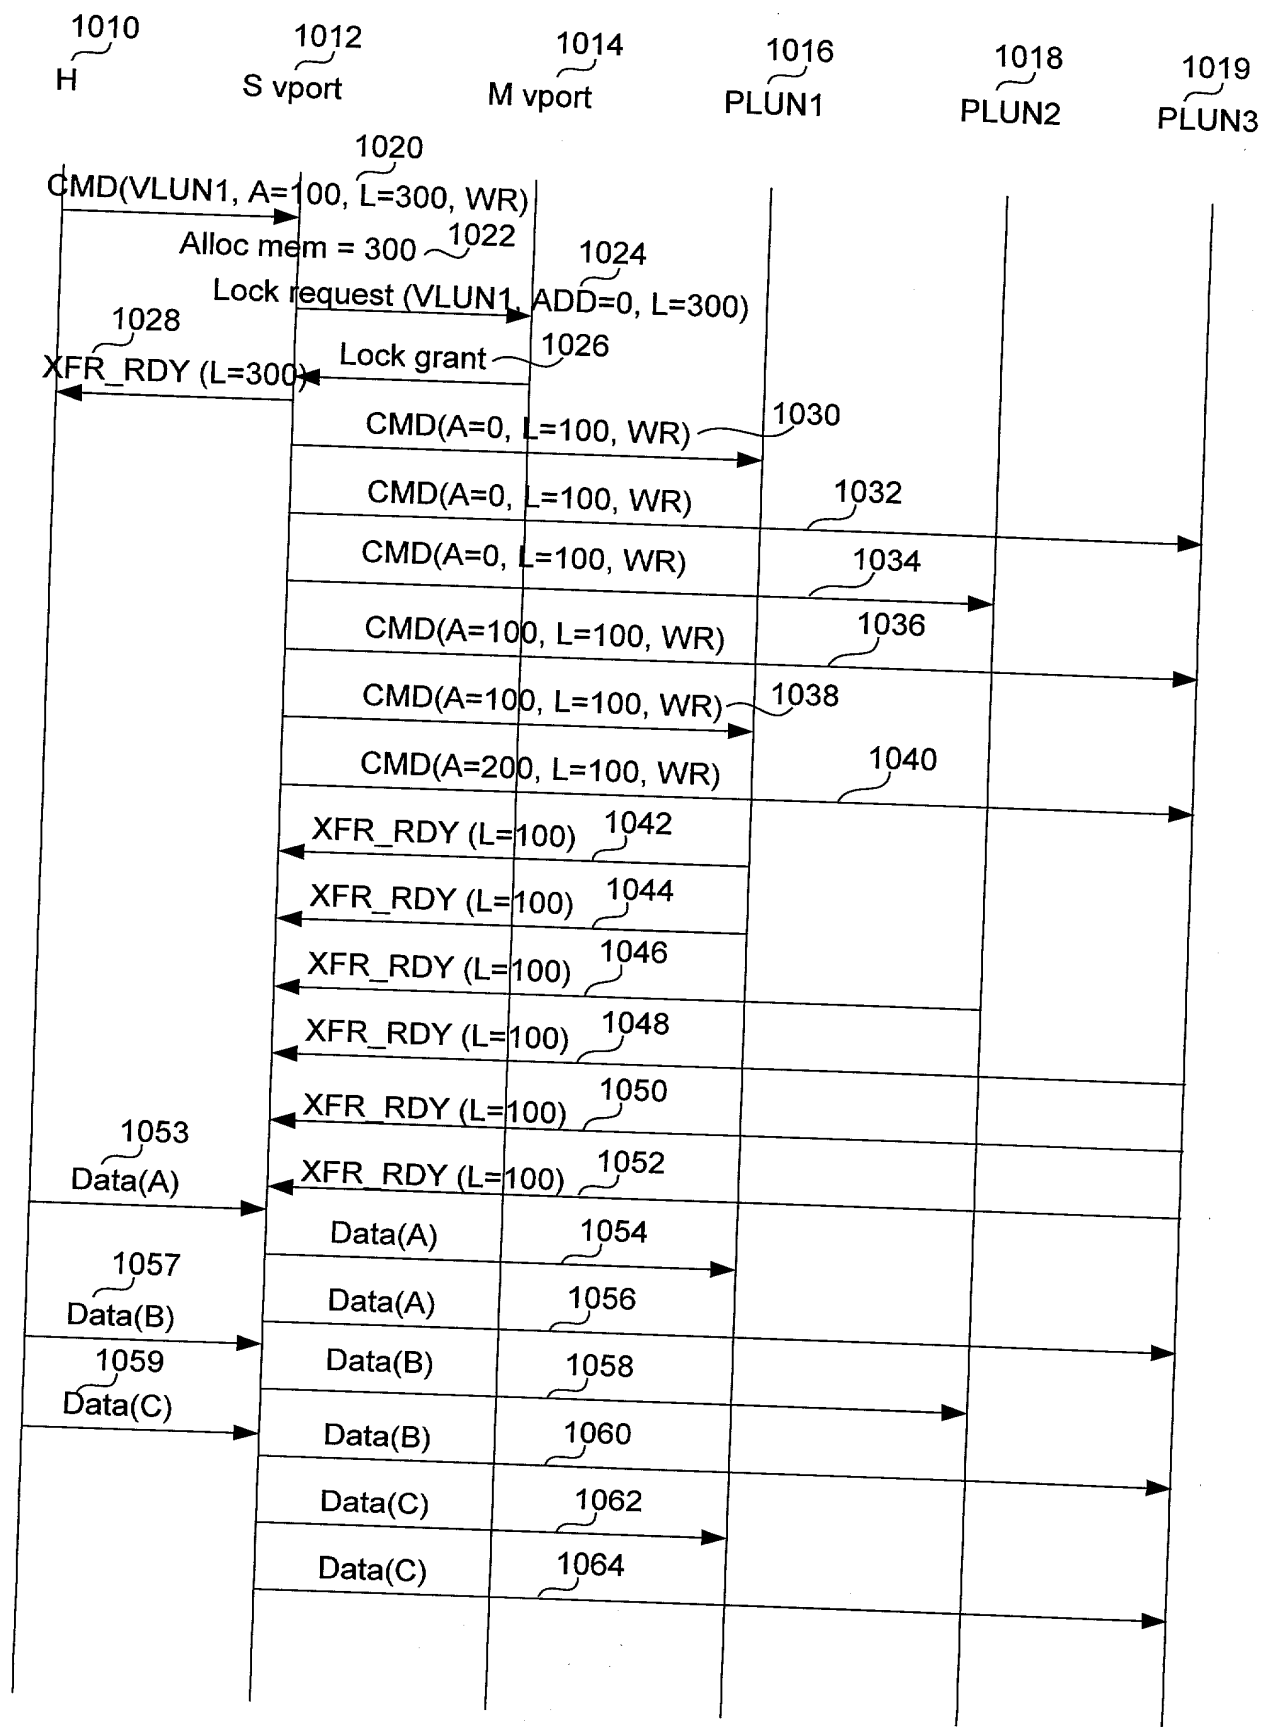 1010 1012 1014 1016 1018 1019
H S vport M vport PLUN1 PLUN2 PLUN3
1020
CMD(VLUN1, A=100, L=300, WR)
Alloc mem = 300 1022
1024
Lock request (VLUN1, ADD=0, L=300)
1028
Lock grant 1026
XFR_RDY (L=300)
CMD(A=0, L=100, WR) 1030
CMD(A=0, L=100, WR) 1032
CMD(A=0, L=100, WR) 1034
CMD(A=100, L=100, WR) 1036
CMD(A=100, L=100, WR) 1038
CMD(A=200, L=100, WR) 1040
XFR_RDY (L=100) 1042
XFR_RDY (L=100) 1044
XFR_RDY (L=100) 1046
XFR_RDY (L=100) 1048
XFR_RDY (L=100) 1050
1053
Data(A)
XFR_RDY (L=100) 1052
Data(A) 1054
1057
Data(B)
Data(A) 1056
1059
Data(C)
Data(B) 1058
Data(B) 1060
Data(C) 1062
Data(C) 1064